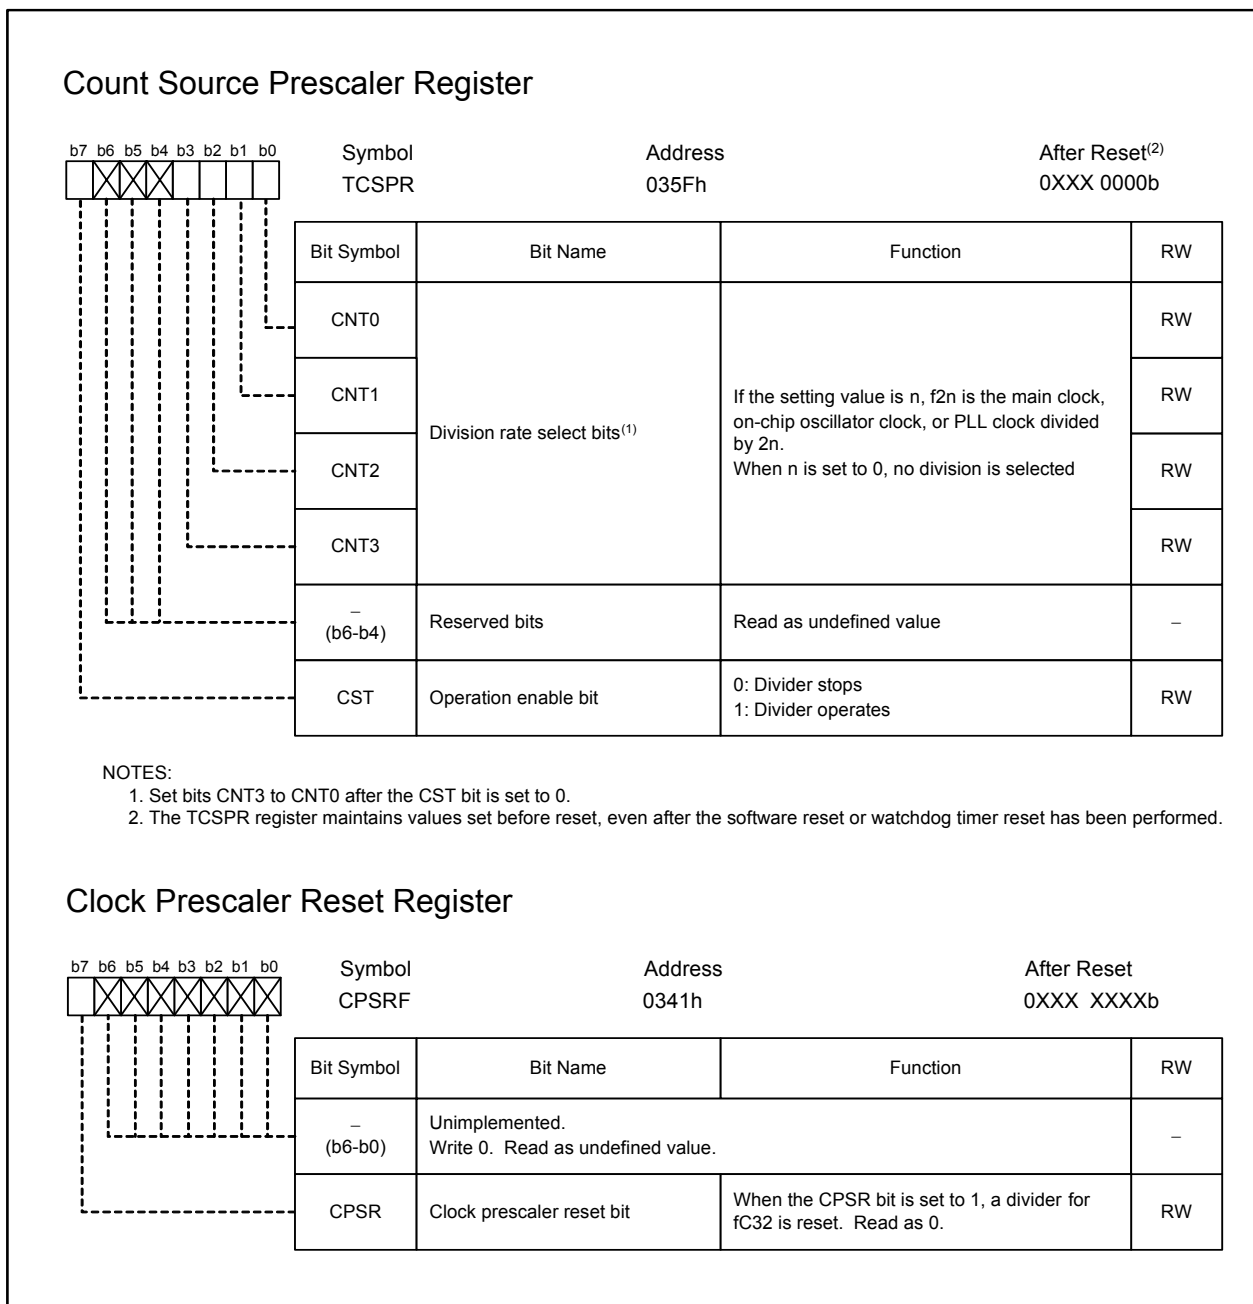 Count Source Prescaler Register
b7 b6 b5 b4 b3 b2 b1 b0
Symbol Address After Reset(2)
TCSPR 035Fh 0XXX 0000b
Bit Symbol Bit Name Function RW
CNT0 RW
CNT1 RW
CNT2 RW
CNT3 RW
Division rate select bits(1)
If the setting value is n, f2n is the main clock,
on-chip oscillator clock, or PLL clock divided
by 2n.
When n is set to 0, no division is selected
–
(b6-b4) Reserved bits Read as undefined value –
CST Operation enable bit
0: Divider stops
1: Divider operates
RW
NOTES:
1. Set bits CNT3 to CNT0 after the CST bit is set to 0.
2. The TCSPR register maintains values set before reset, even after the software reset or watchdog timer reset has been performed.
Clock Prescaler Reset Register
b7 b6 b5 b4 b3 b2 b1 b0
Symbol Address After Reset
CPSRF 0341h 0XXX XXXXb
Bit Symbol Bit Name Function RW
–
(b6-b0)
Unimplemented.
Write 0. Read as undefined value.
–
CPSR Clock prescaler reset bit
When the CPSR bit is set to 1, a divider for
fC32 is reset. Read as 0.
RW